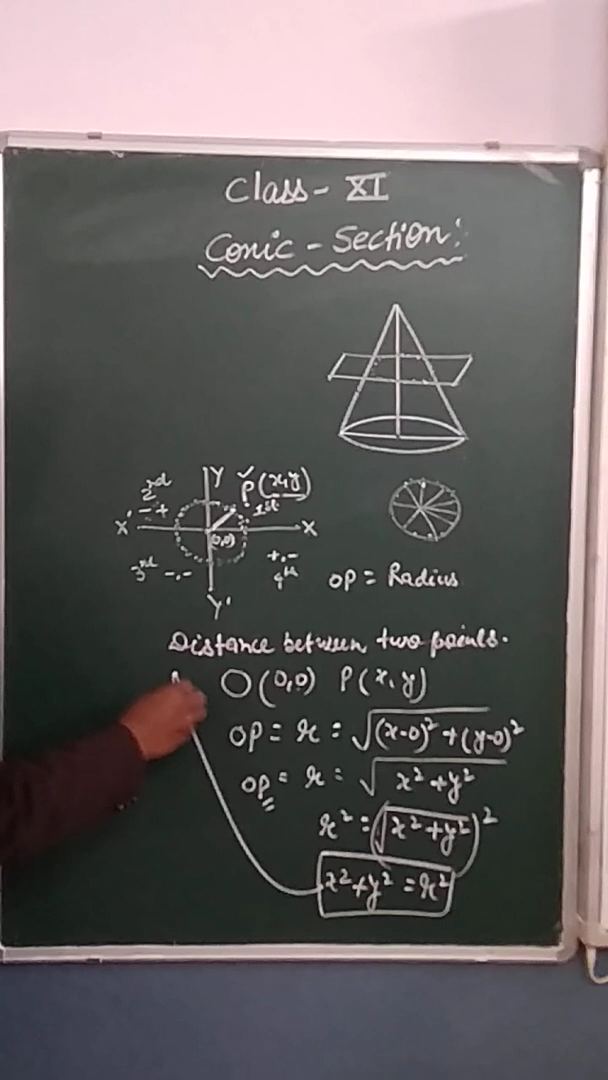 Class - XI
Conic - Section:
2nd
Y
P(x,y)
- +
1st
X'
(0,0)
X
3rd
-.-
+,-
4th
Y'
OP = Radius
Distance between two points.
O(0,0) P(x,y)
OP = r = √(x-0)² + (y-0)²
OP = r = √x² + y²
r² = (√x² + y²)²
x² + y² = r²